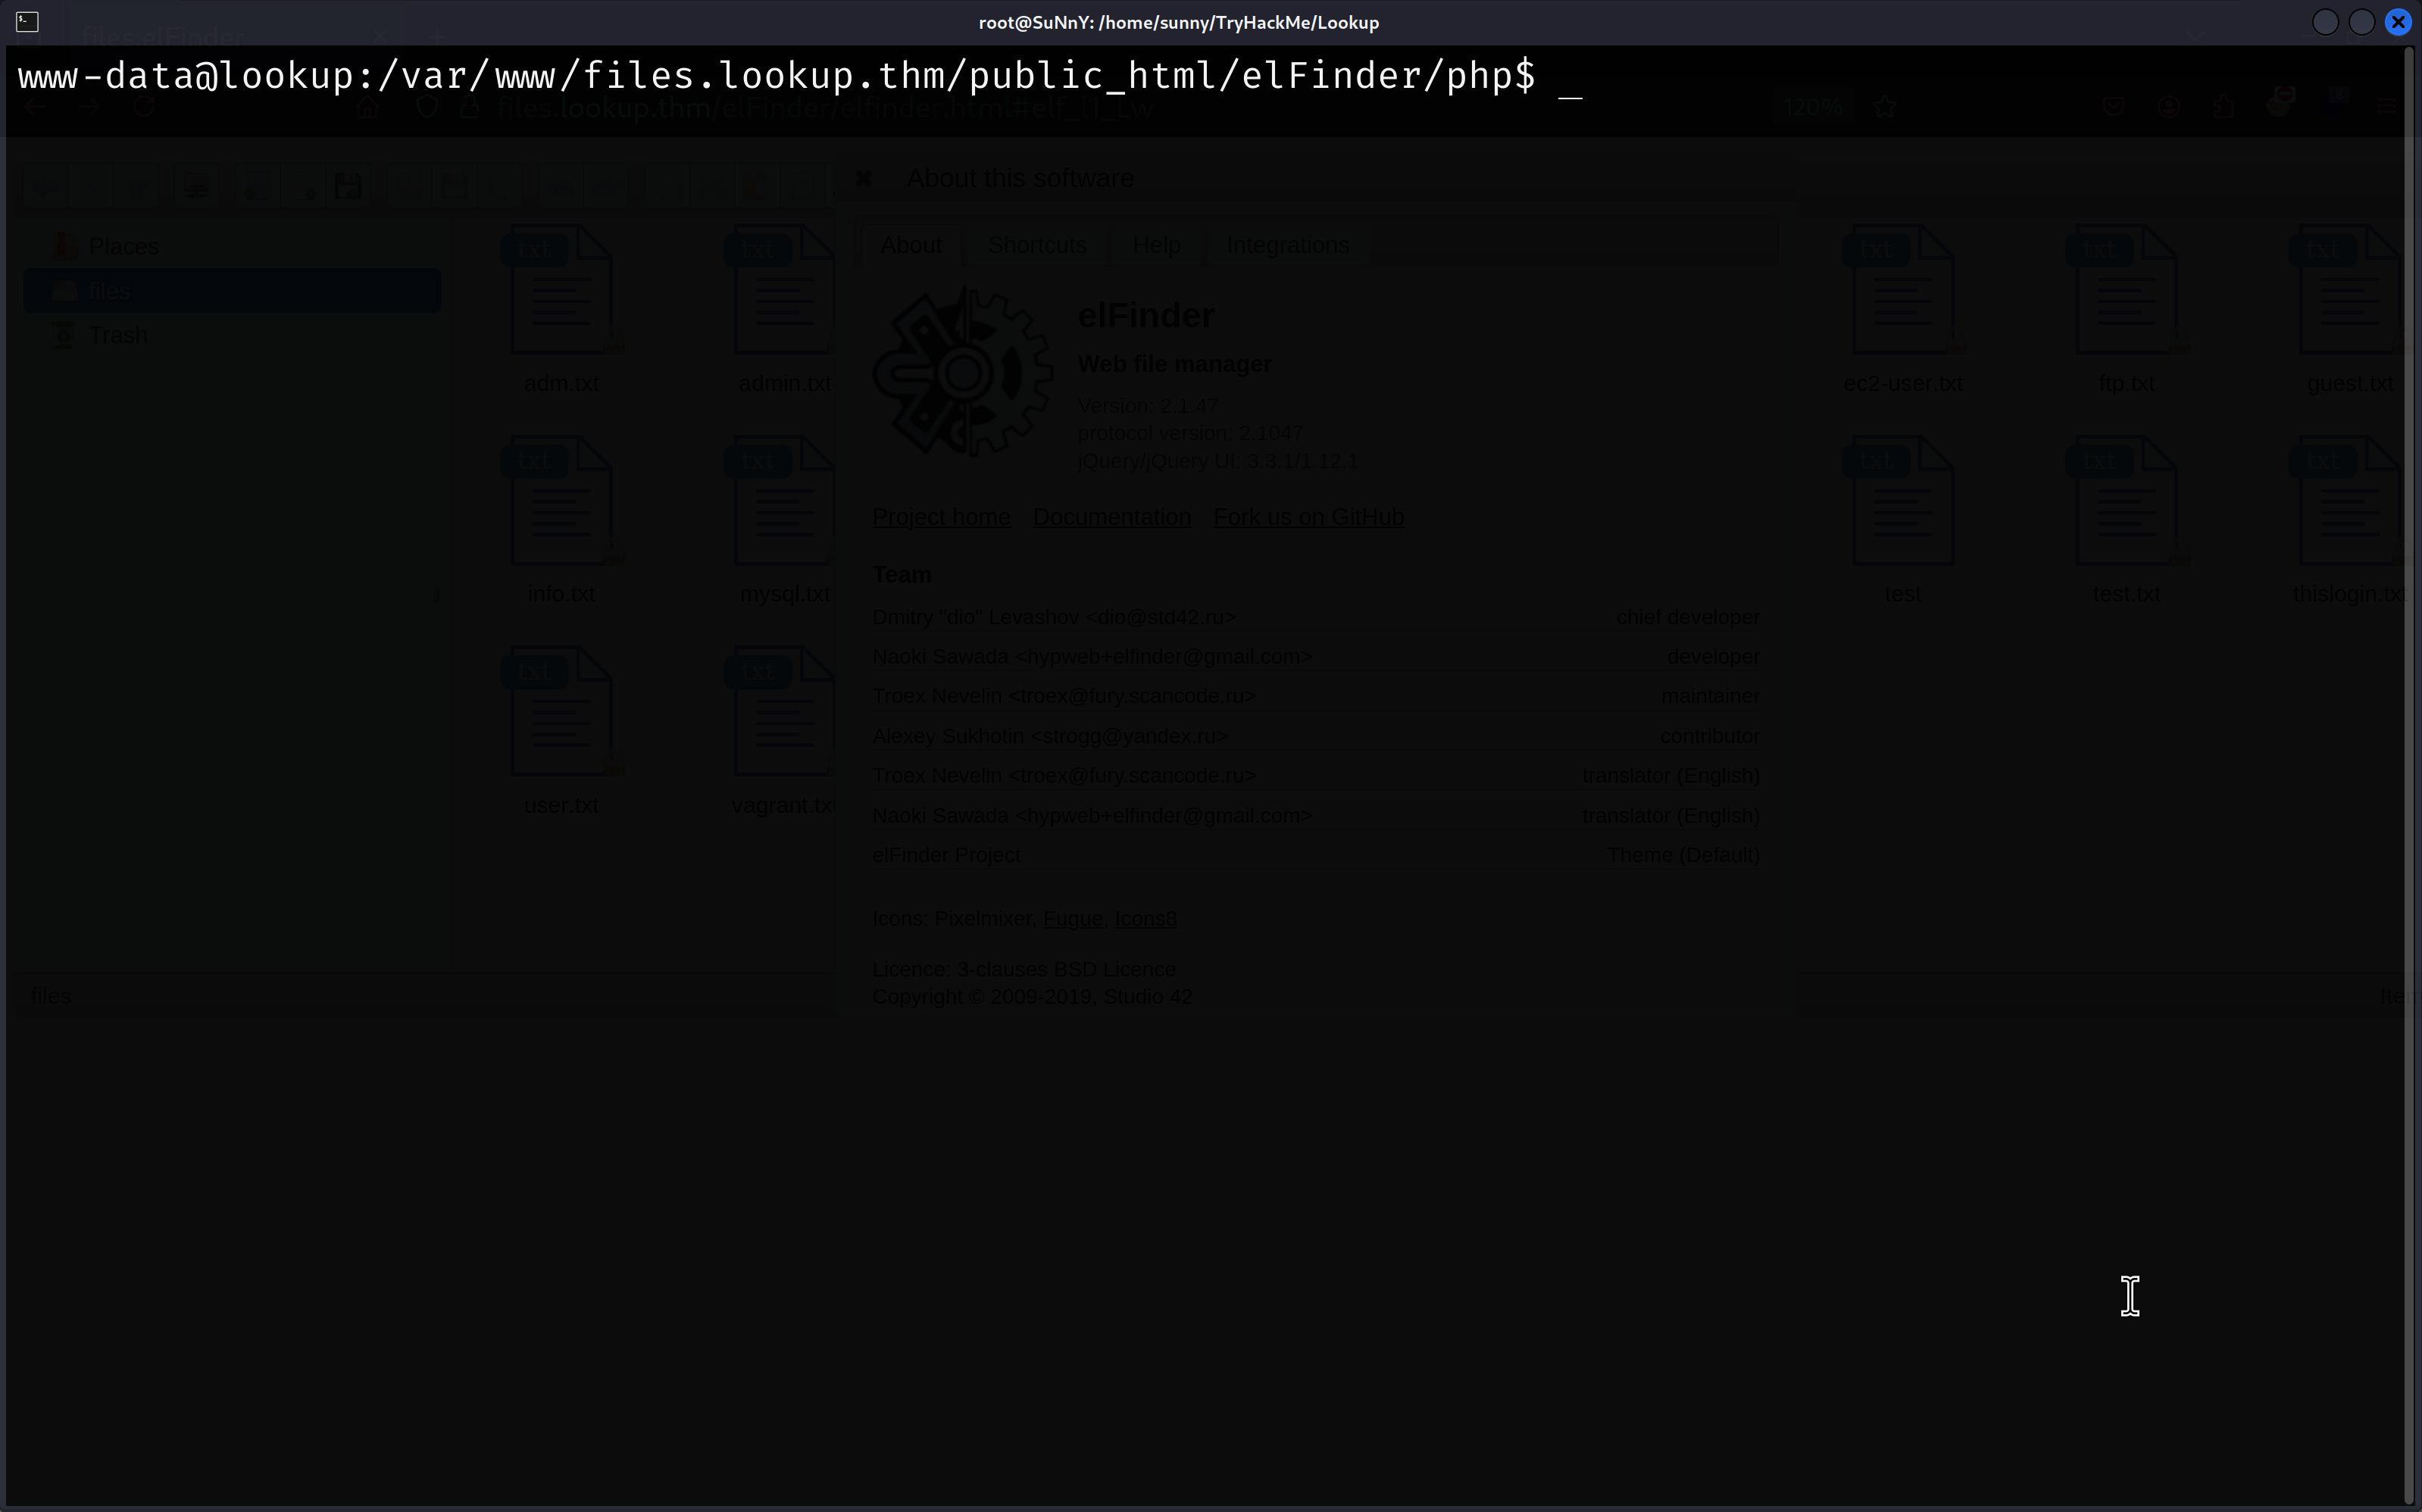 root@SuNnY: /home/sunny/TryHackMe/Lookup
files:elFinder
www-data@lookup:/var/www/files.lookup.thm/public_html/elFinder/php$ _
files.lookup.thm/elFinder/elfinder.html#elf_l1_Lw
120%
About this software
Places
files
Trash
About Shortcuts Help Integrations
elFinder
Web file manager
Version: 2.1.47
protocol version: 2.1047
jQuery/jQuery UI: 3.3.1/1.12.1
Project home Documentation Fork us on GitHub
Team
Dmitry "dio" Levashov <dio@std42.ru> chief developer
Naoki Sawada <hypweb+elfinder@gmail.com> developer
Troex Nevelin <troex@fury.scancode.ru> maintainer
Alexey Sukhotin <strogg@yandex.ru> contributor
Troex Nevelin <troex@fury.scancode.ru> translator (English)
Naoki Sawada <hypweb+elfinder@gmail.com> translator (English)
elFinder Project Theme (Default)
Icons: Pixelmixer, Fugue, Icons8
Licence: 3-clauses BSD Licence
Copyright © 2009-2019, Studio 42
txt txt txt txt txt
adm.txt admin.txt ec2-user.txt ftp.txt guest.txt
txt txt txt txt txt
info.txt mysql.txt test test.txt thislogin.txt
txt txt
user.txt vagrant.txt
files